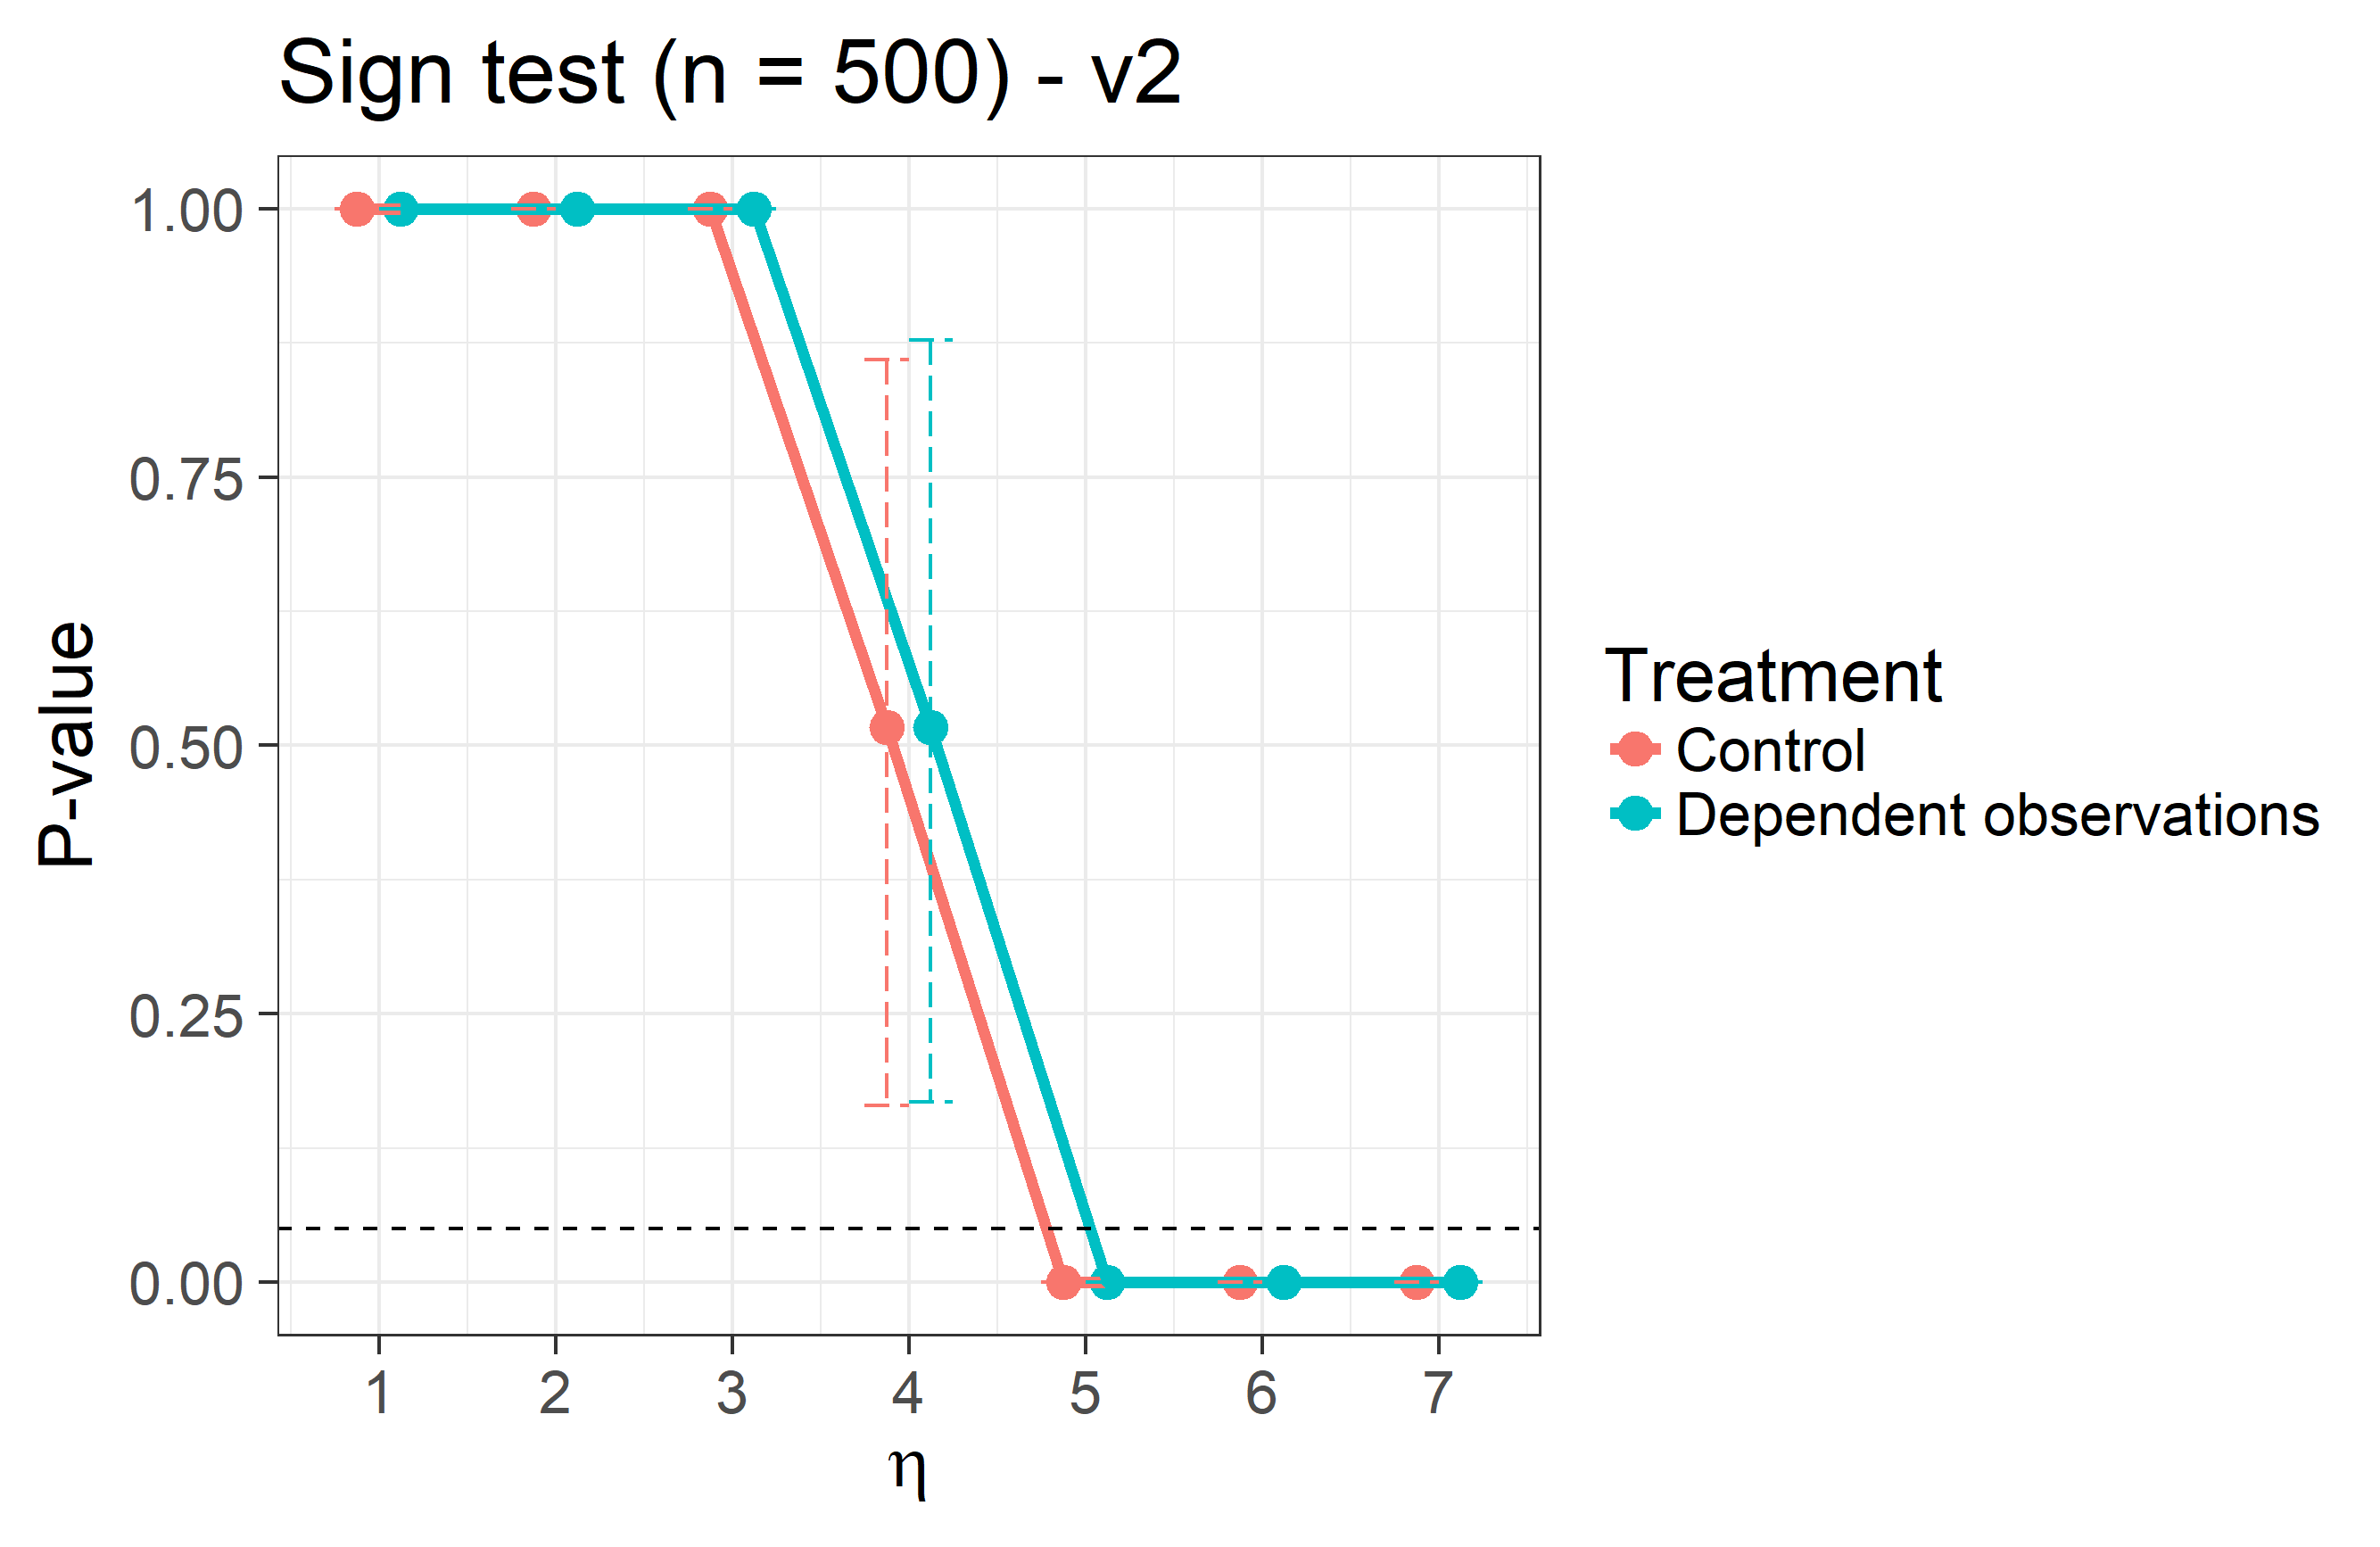 Sign test (n = 500) - v2
P-value
1.00
0.75
0.50
0.25
0.00
1 2 3 4 5 6 7
η
Treatment
Control
Dependent observations